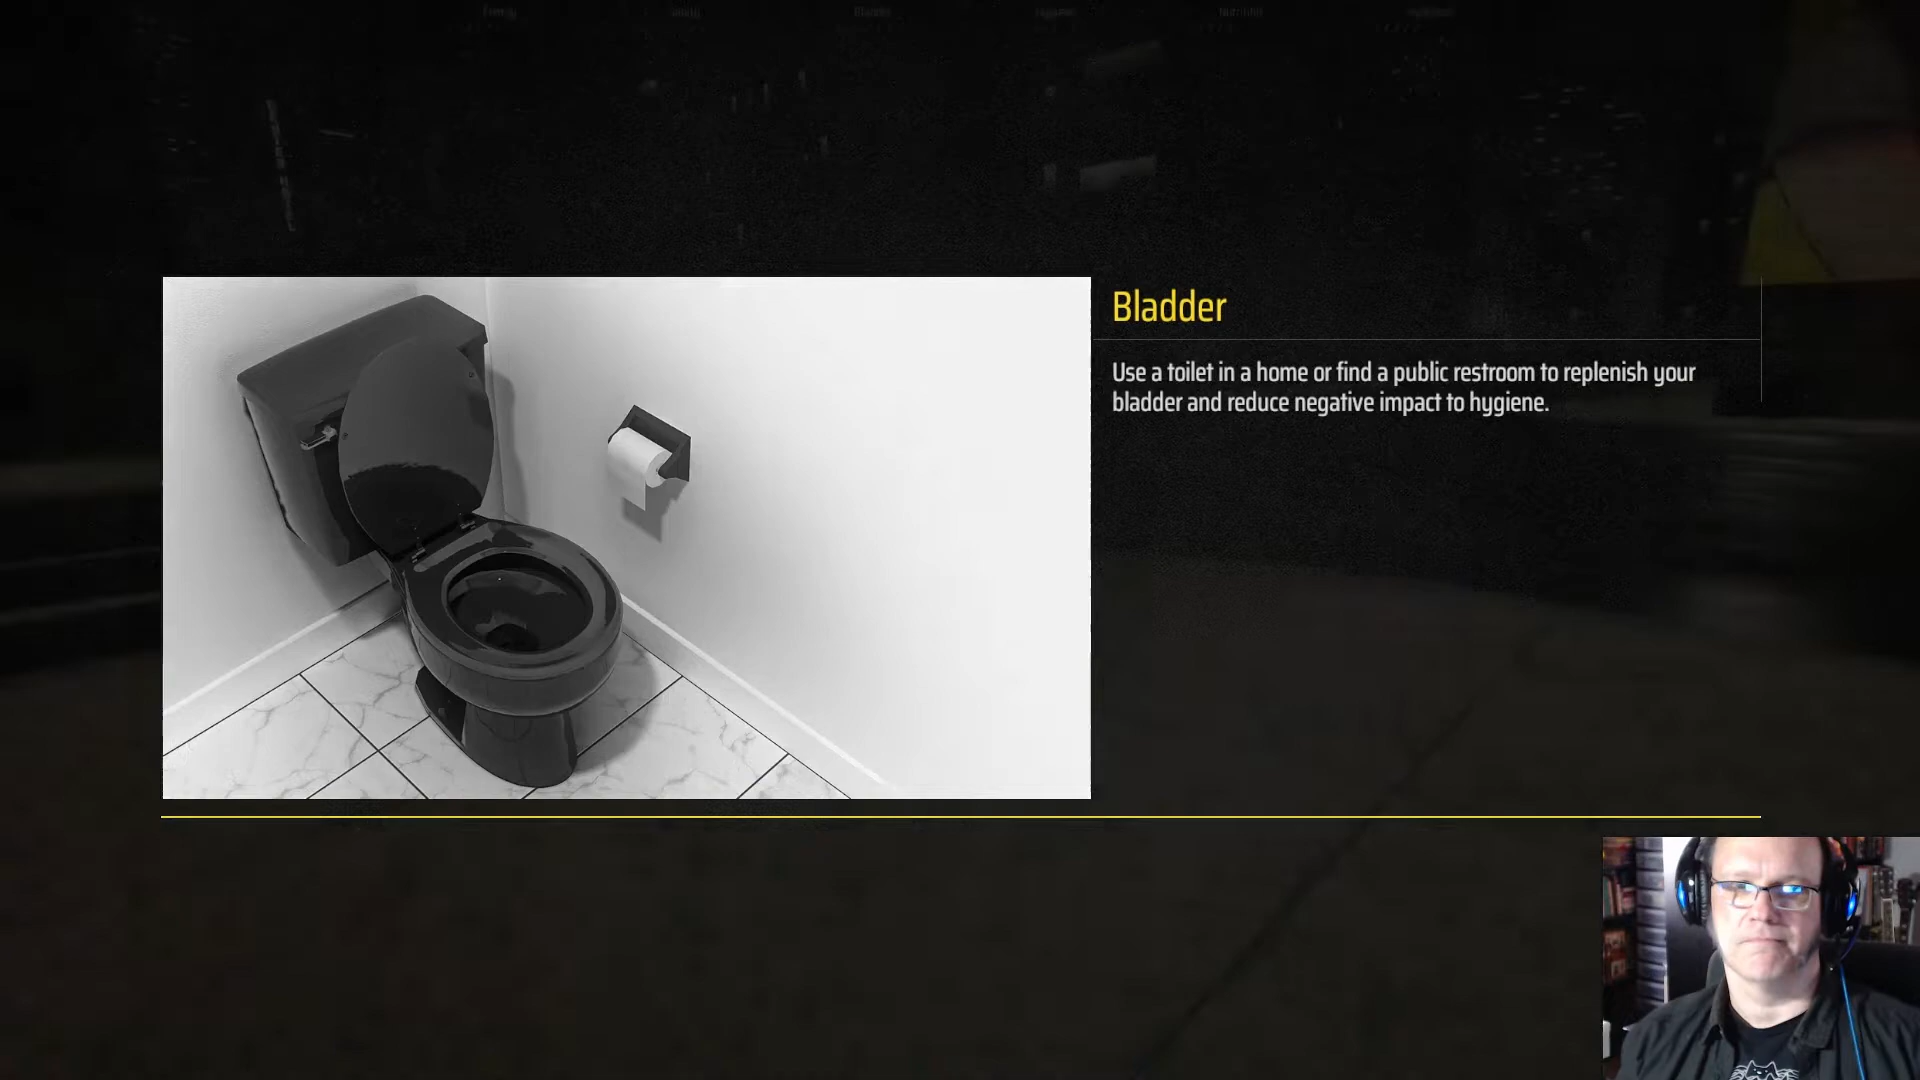 Bladder
Bladder
Use a toilet in a home or find a public restroom to replenish your
bladder and reduce negative impact to hygiene.